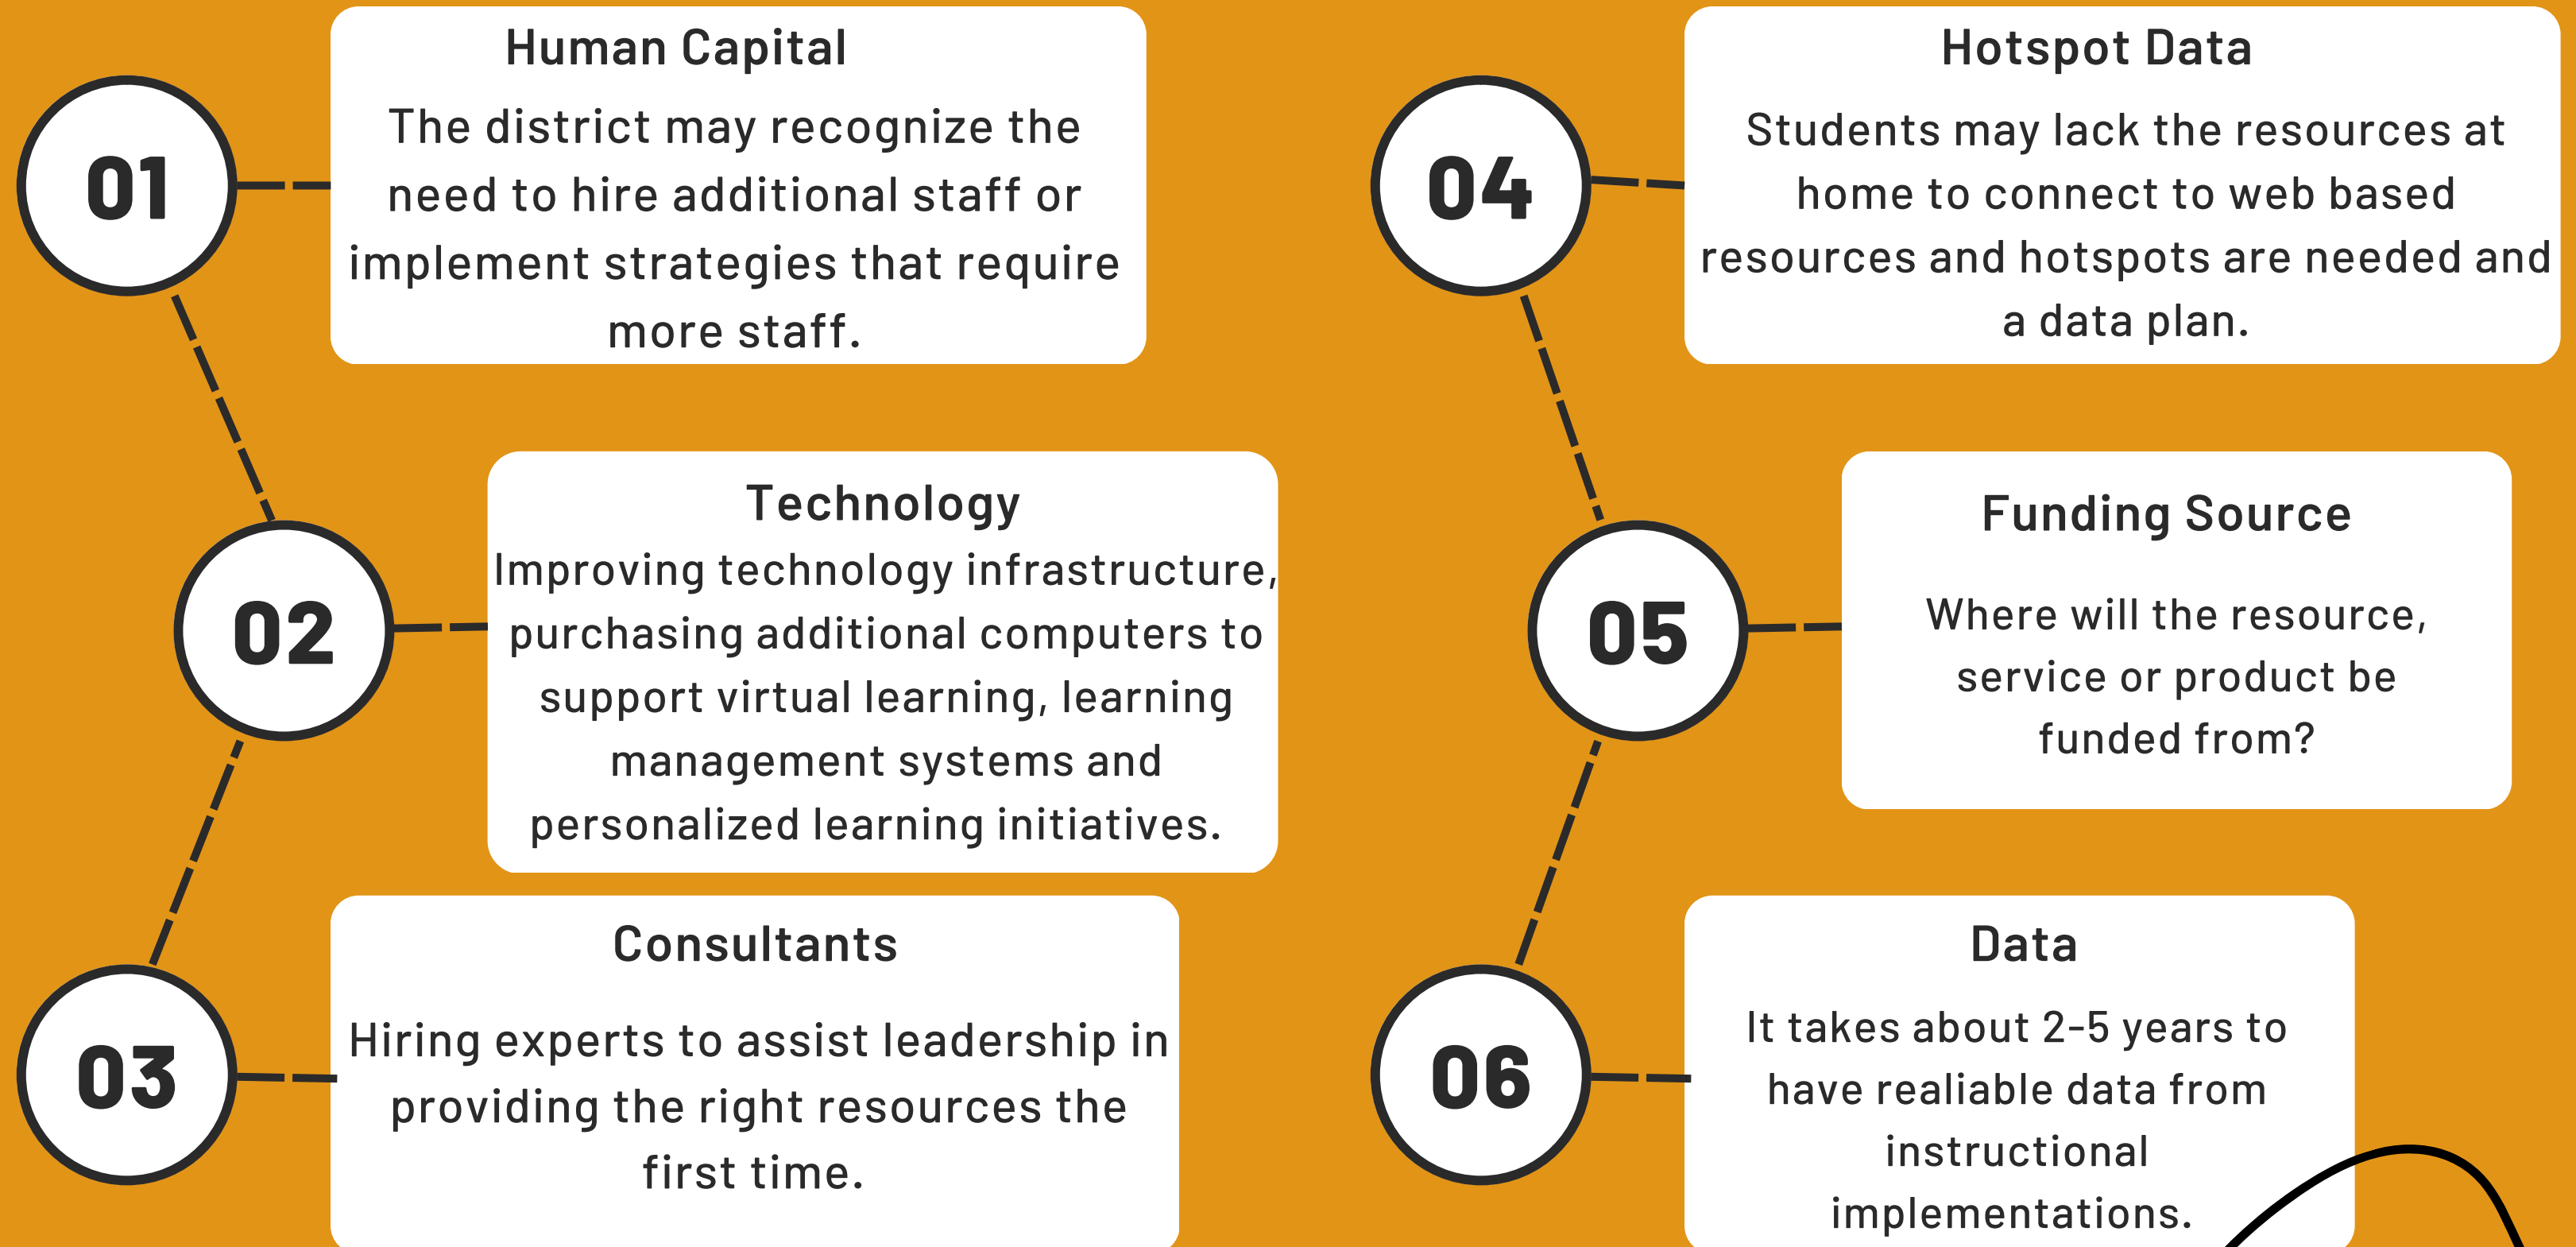 01
Human Capital
The district may recognize the
need to hire additional staff or
implement strategies that require
more staff.
02
Technology
Improving technology infrastructure,
purchasing additional computers to
support virtual learning, learning
management systems and
personalized learning initiatives.
03
Consultants
Hiring experts to assist leadership in
providing the right resources the
first time.
04
Hotspot Data
Students may lack the resources at
home to connect to web based
resources and hotspots are needed and
a data plan.
05
Funding Source
Where will the resource,
service or product be
funded from?
06
Data
It takes about 2-5 years to
have realiable data from
instructional
implementations.